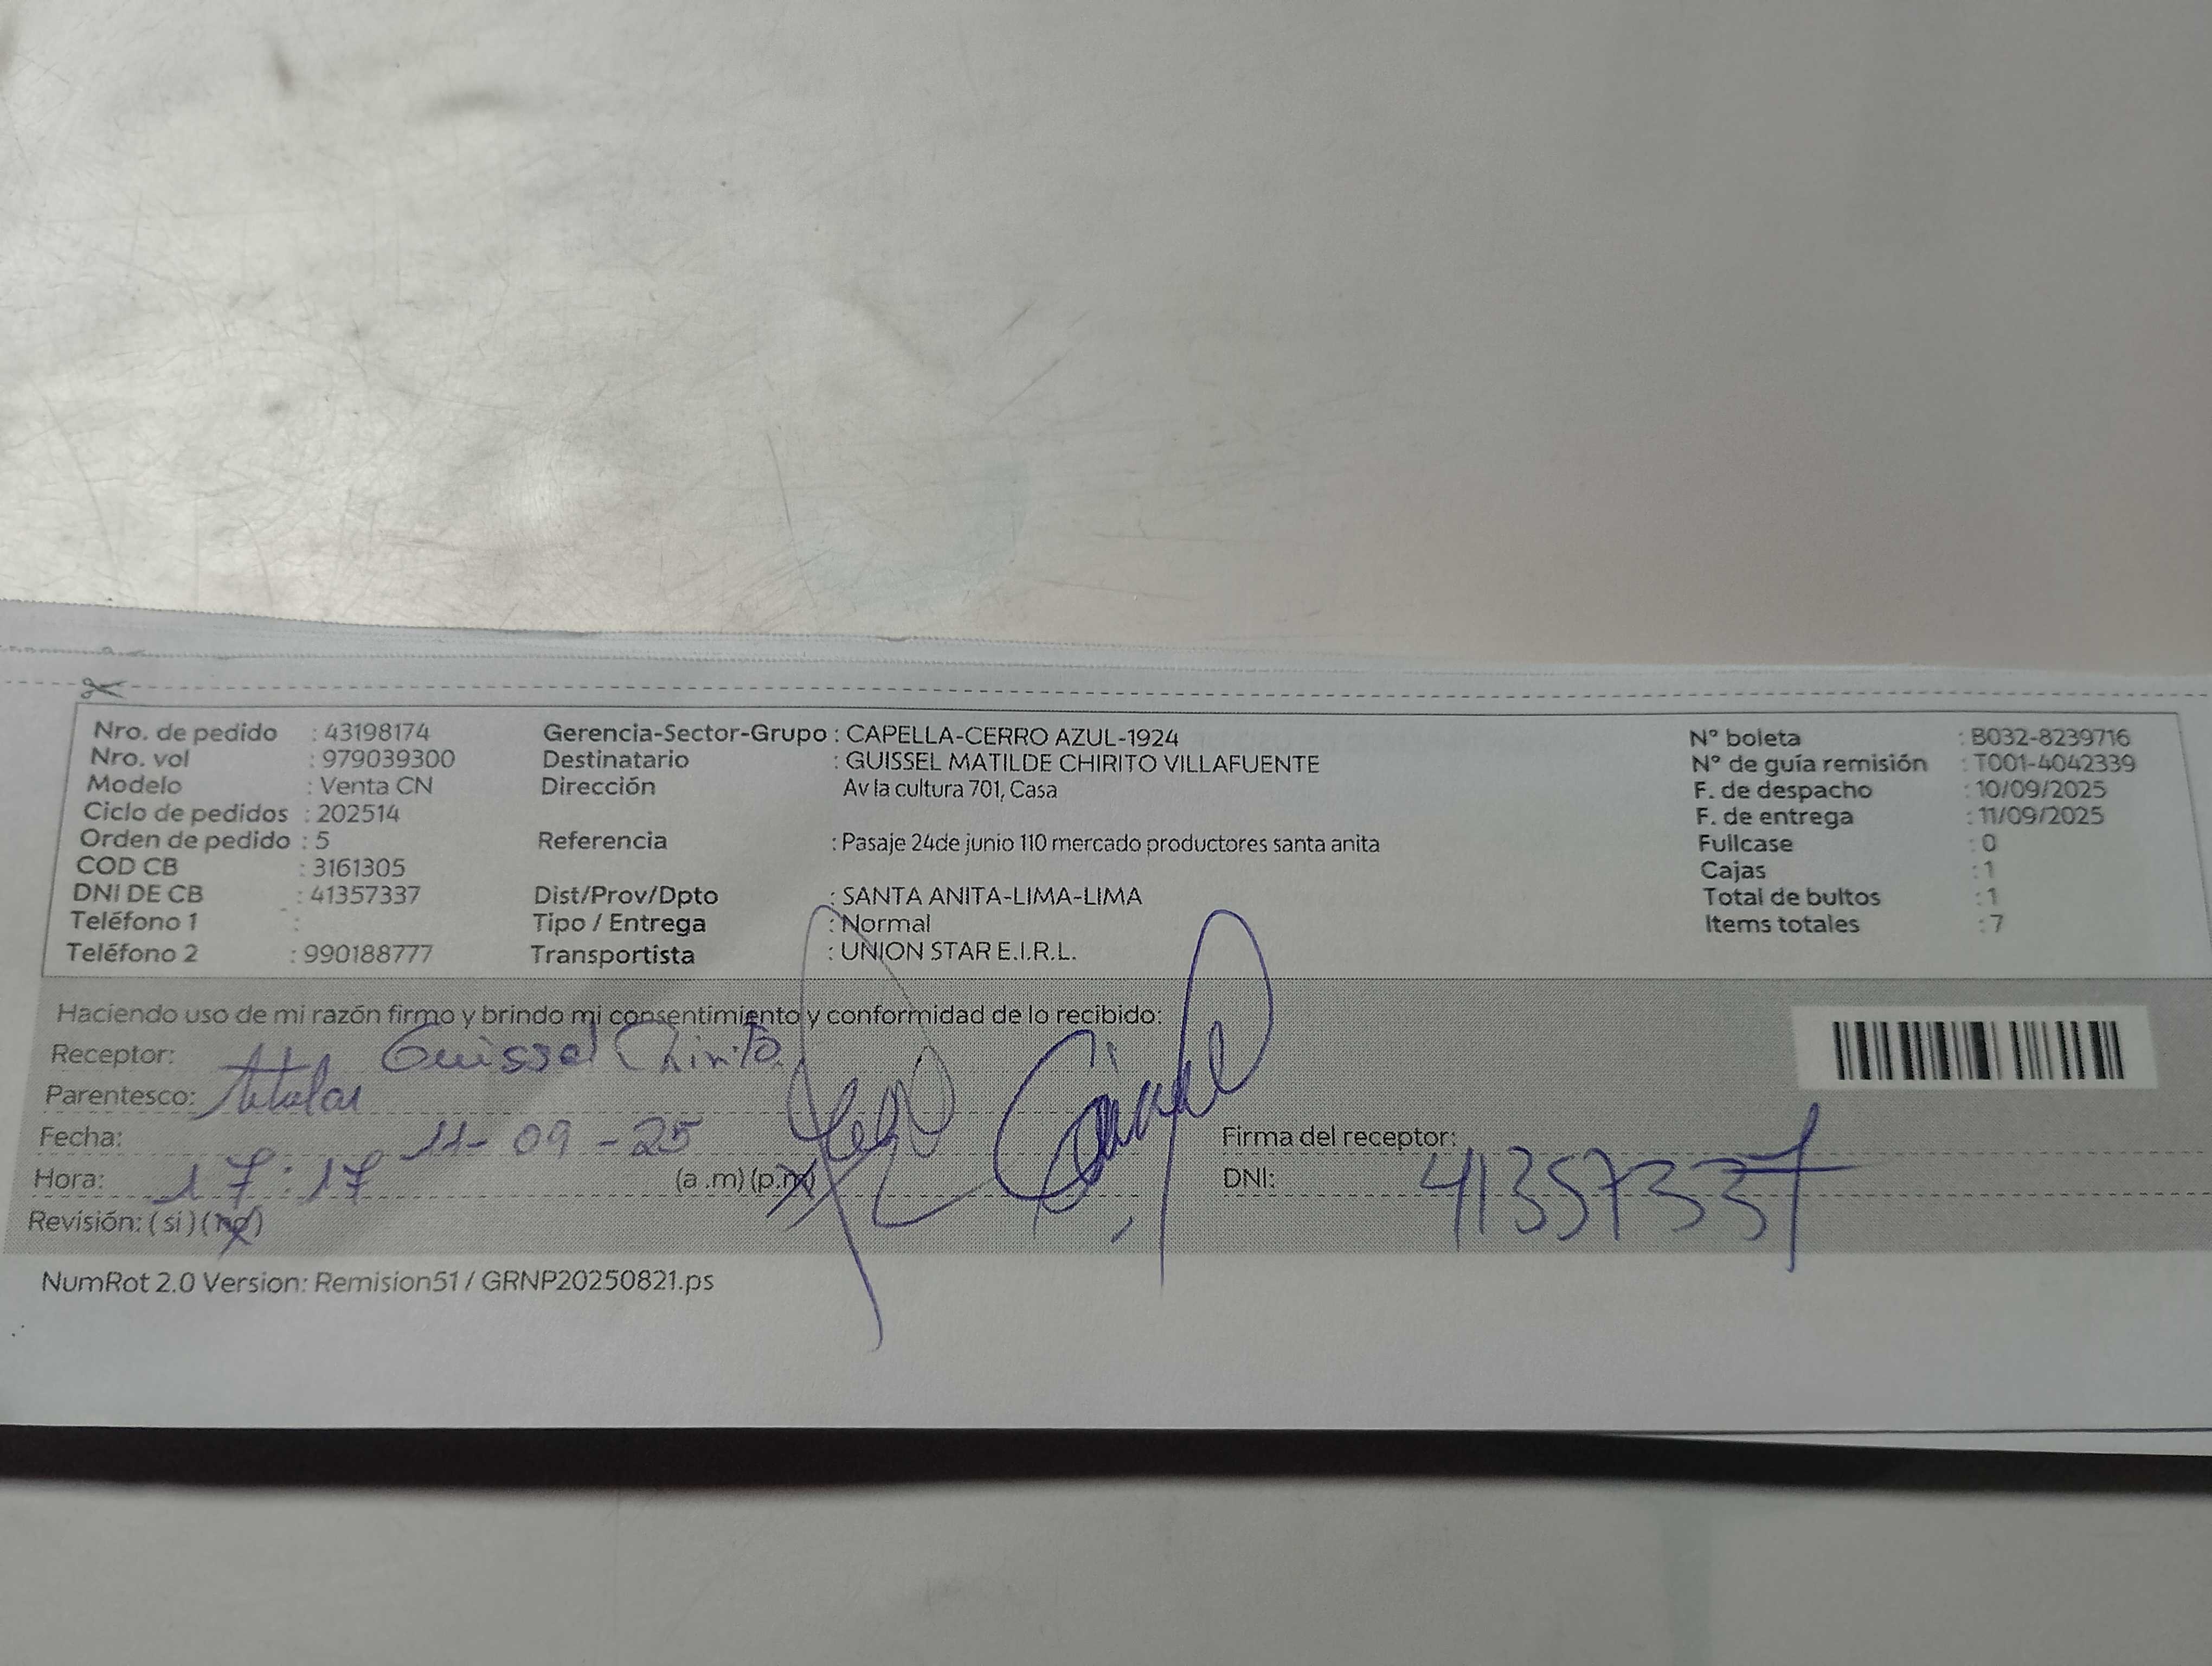 Nro. de pedido : 43198174 Gerencia-Sector-Grupo : CAPELLA-CERRO AZUL-1924 N° boleta : B032-8239716
Nro. vol : 979039300 Destinatario : GUISSEL MATILDE CHIRITO VILLAFUENTE N° de guía remisión : T001-4042339
Modelo : Venta CN Dirección Av la cultura 701, Casa F. de despacho : 10/09/2025
Ciclo de pedidos : 202514 F. de entrega : 11/09/2025
Orden de pedido : 5 Referencia : Pasaje 24de junio 110 mercado productores santa anita Fullcase : 0
COD CB : 3161305 Cajas : 1
DNI DE CB : 41357337 Dist/Prov/Dpto : SANTA ANITA-LIMA-LIMA Total de bultos : 1
Teléfono 1 : Tipo / Entrega : Normal Items totales : 7
Teléfono 2 : 990188777 Transportista : UNION STAR E.I.R.L.
Haciendo uso de mi razón firmo y brindo mi consentimiento y conformidad de lo recibido:
Receptor: Guissel Chirito
Parentesco: titular
Fecha: 11-09-25 Firma del receptor:
Hora: 17:17 (a .m) (p.m) DNI: 41357337
Revisión: ( si ) (no)
NumRot 2.0 Version: Remision51 / GRNP20250821.ps